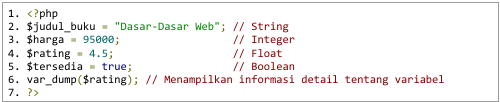 1. <?php
2. $judul_buku = "Dasar-Dasar Web"; // String
3. $harga = 95000; // Integer
4. $rating = 4.5; // Float
5. $tersedia = true; // Boolean
6. var_dump($rating); // Menampilkan informasi detail tentang variabel
7. ?>